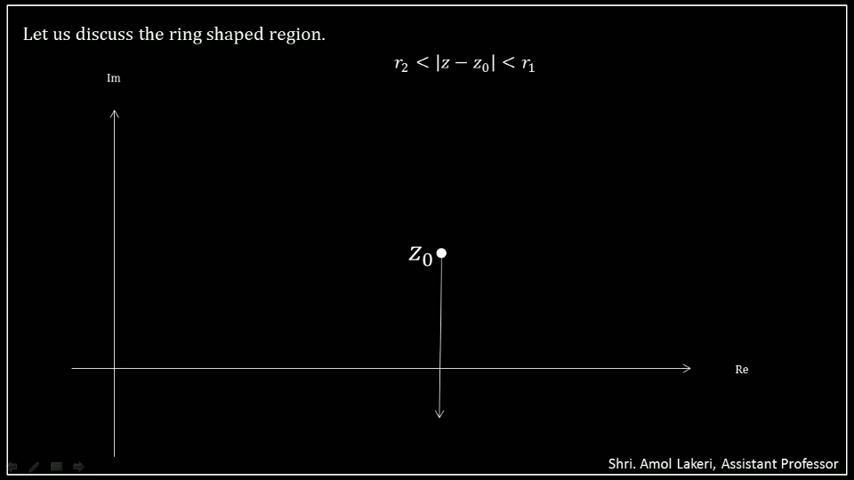 Let us discuss the ring shaped region.
r₂ < |z − z₀| < r₁
Im
z₀
Re
Shri. Amol Lakeri, Assistant Professor